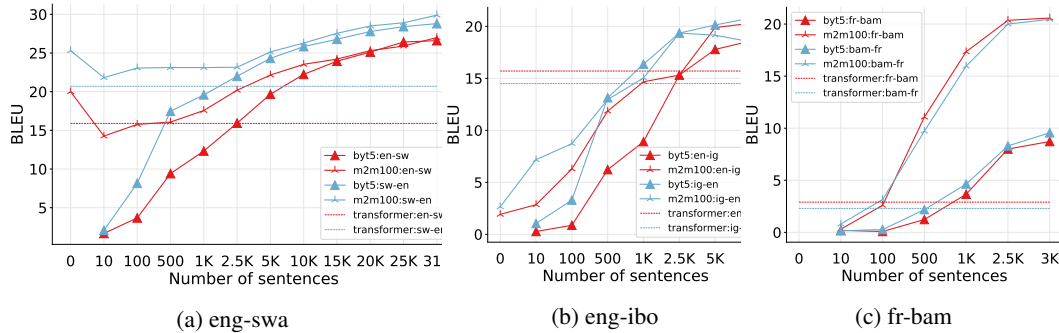 30
25
20
15
10
5
BLEU
0 10 100 500 1K 2.5K 5K 10K 15K 20K 25K 31
Number of sentences
byt5:en-sw
m2m100:en-sw
byt5:sw-en
m2m100:sw-en
transformer:en-sw
transformer:sw-en
(a) eng-swa
20
15
10
5
0
BLEU
0 10 100 500 1K 2.5K 5K
Number of sentences
byt5:en-ig
m2m100:en-ig
byt5:ig-en
m2m100:ig-en
transformer:en
transformer:ig-
(b) eng-ibo
20
15
10
5
0
BLEU
0 10 100 500 1K 2.5K 3K
Number of sentences
byt5:fr-bam
m2m100:fr-bam
byt5:bam-fr
m2m100:bam-fr
transformer:fr-bam
transformer:bam-fr
(c) fr-bam